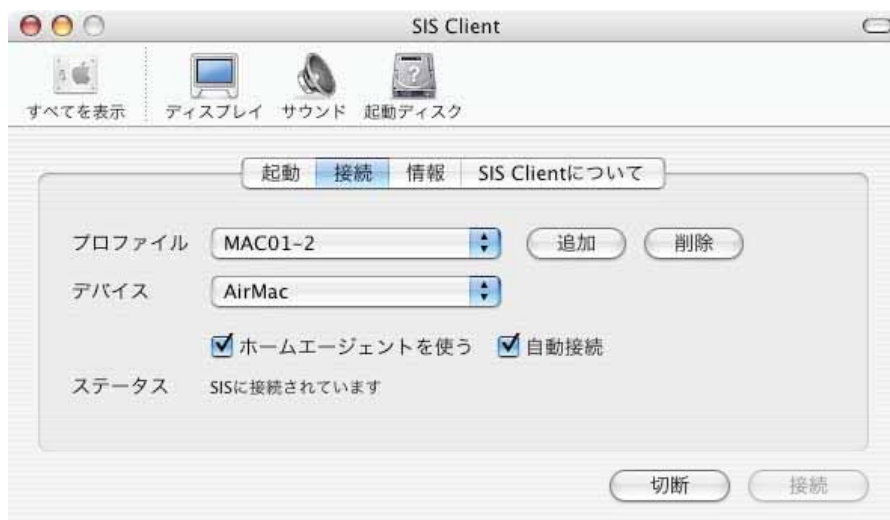 SIS Client
すべてを表示 ディスプレイ サウンド 起動ディスク
起動 接続 情報 SIS Clientについて
プロファイル MAC01-2 追加 削除
デバイス AirMac
ホームエージェントを使う 自動接続
ステータス SISに接続されています
切断 接続